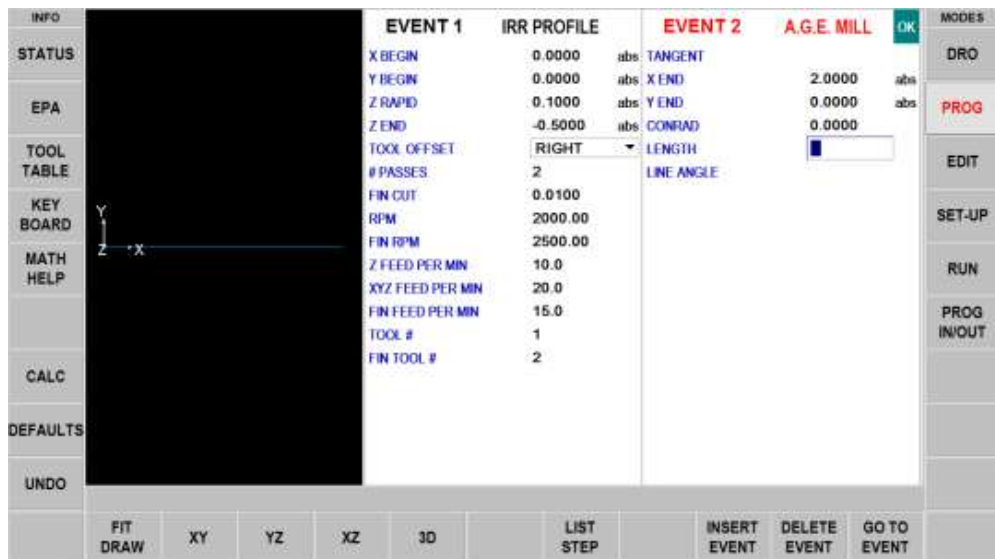 INFO
STATUS
EPA
TOOL
TABLE
KEY
BOARD
MATH
HELP
CALC
DEFAULTS
UNDO
Y
Z X
EVENT 1 IRR PROFILE
X BEGIN 0.0000 abs
Y BEGIN 0.0000 abs
Z RAPID 0.1000 abs
Z END -0.5000 abs
TOOL OFFSET RIGHT
# PASSES 2
FIN CUT 0.0100
RPM 2000.00
FIN RPM 2500.00
Z FEED PER MIN 10.0
XYZ FEED PER MIN 20.0
FIN FEED PER MIN 15.0
TOOL # 1
FIN TOOL # 2
EVENT 2 A.G.E. MILL OK
TANGENT
X END 2.0000 abs
Y END 0.0000 abs
CONRAD 0.0000
LENGTH
LINE ANGLE
MODES
DRO
PROG
EDIT
SET-UP
RUN
PROG
IN/OUT
FIT
DRAW
XY
YZ
XZ
3D
LIST
STEP
INSERT
EVENT
DELETE
EVENT
GO TO
EVENT